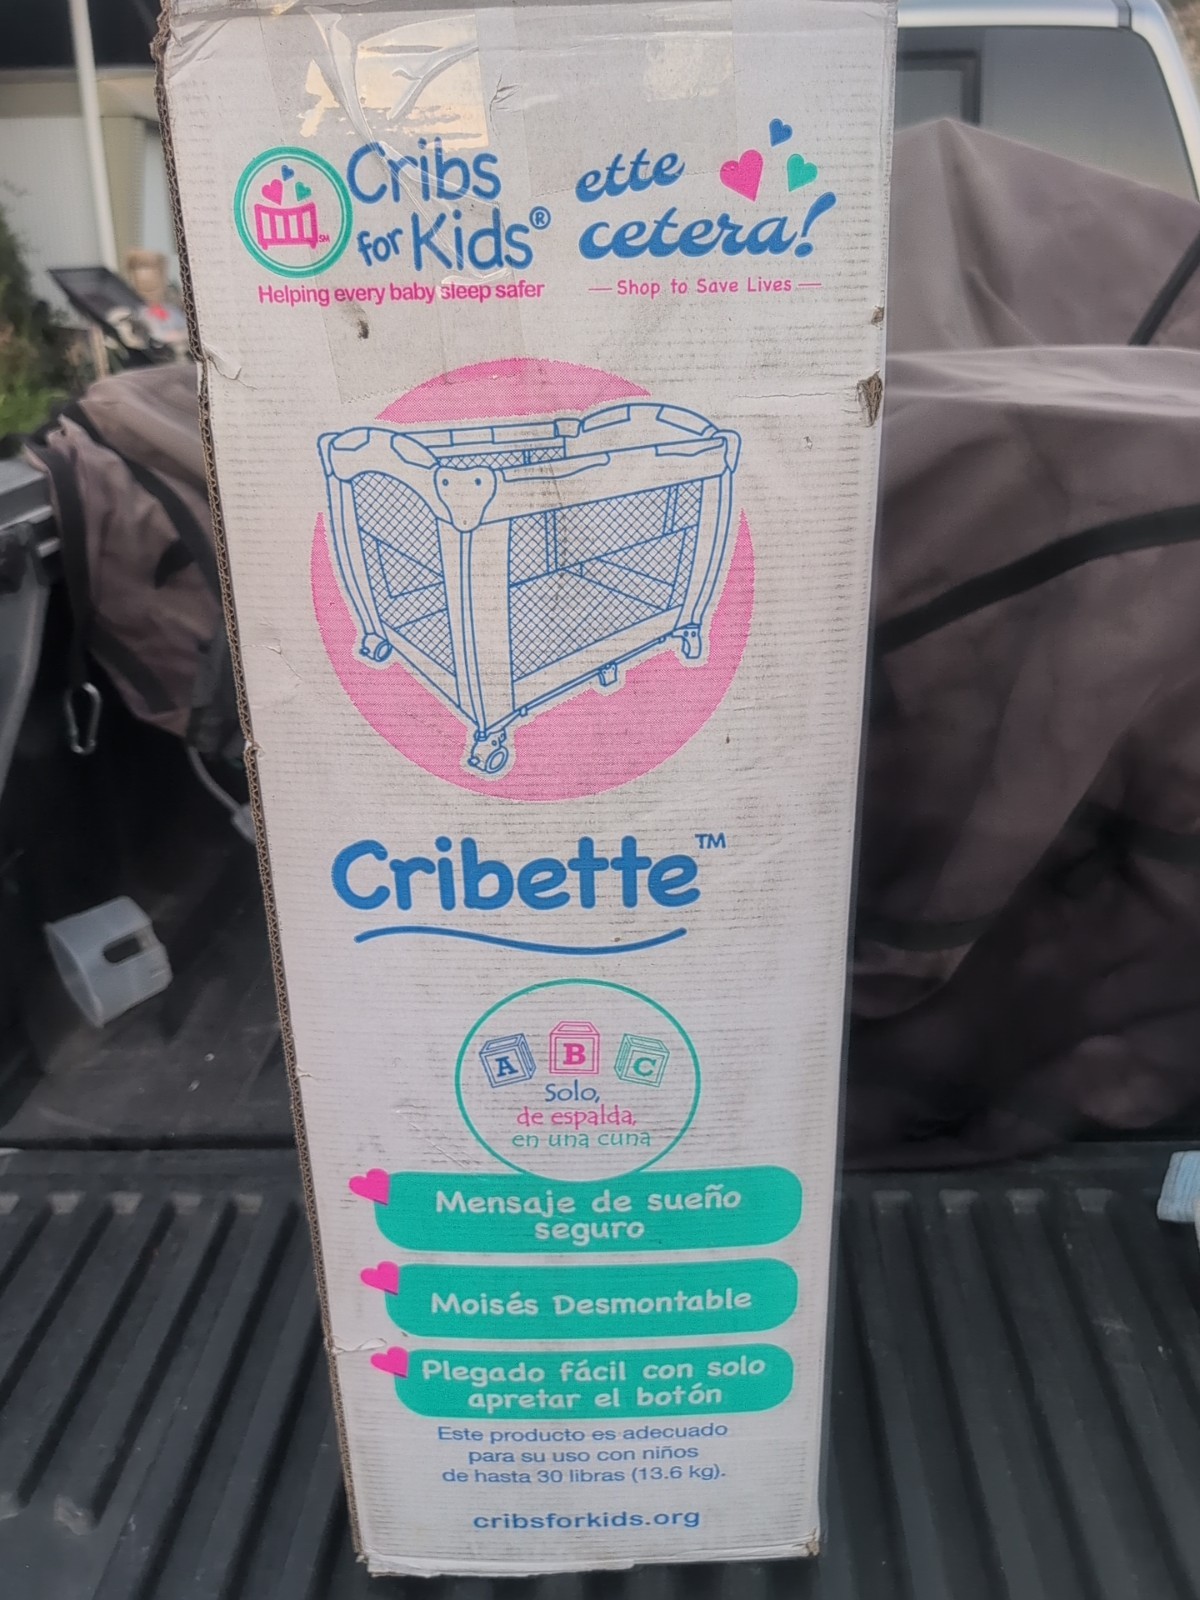 Cribs
for Kids®
SM
Helping every baby sleep safer
ette
cetera!
— Shop to Save Lives —
Cribette™
A B C
Solo,
de espalda,
en una cuna
Mensaje de sueño
seguro
Moisés Desmontable
Plegado fácil con solo
apretar el botón
Este producto es adecuado
para su uso con niños
de hasta 30 libras (13.6 kg).
cribsforkids.org